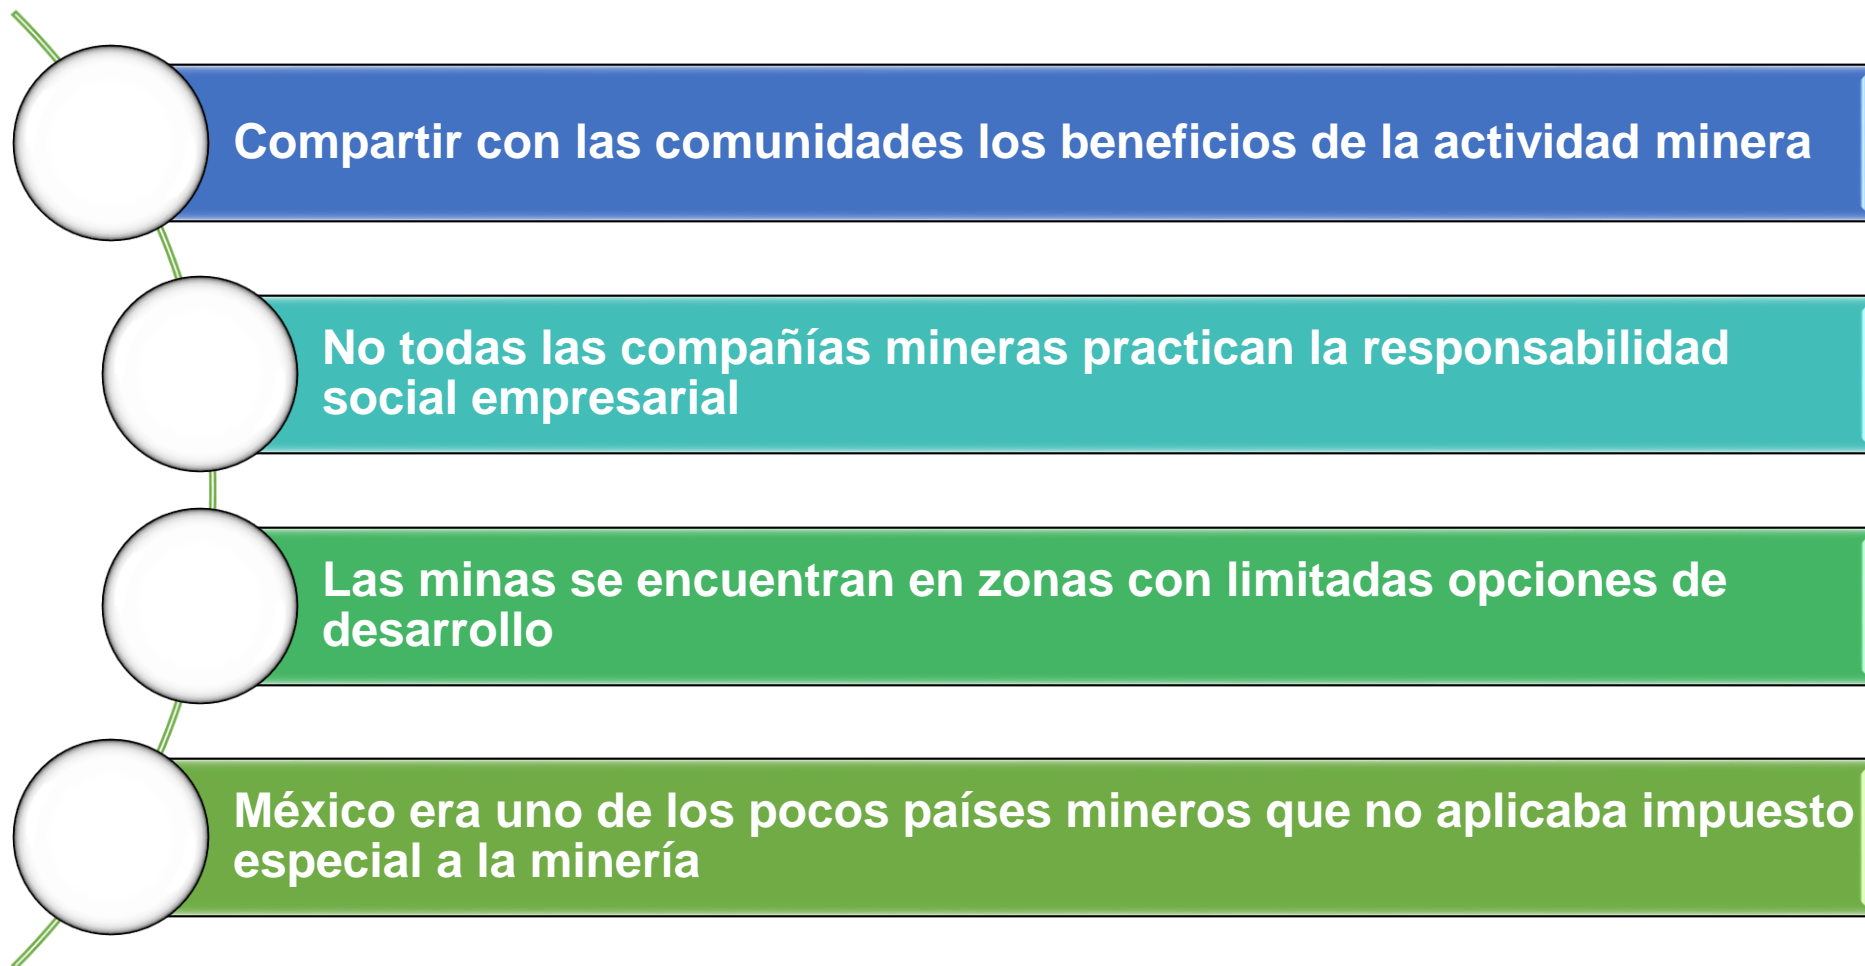 Compartir con las comunidades los beneficios de la actividad minera
No todas las compañías mineras practican la responsabilidad
social empresarial
Las minas se encuentran en zonas con limitadas opciones de
desarrollo
México era uno de los pocos países mineros que no aplicaba impuesto
especial a la minería